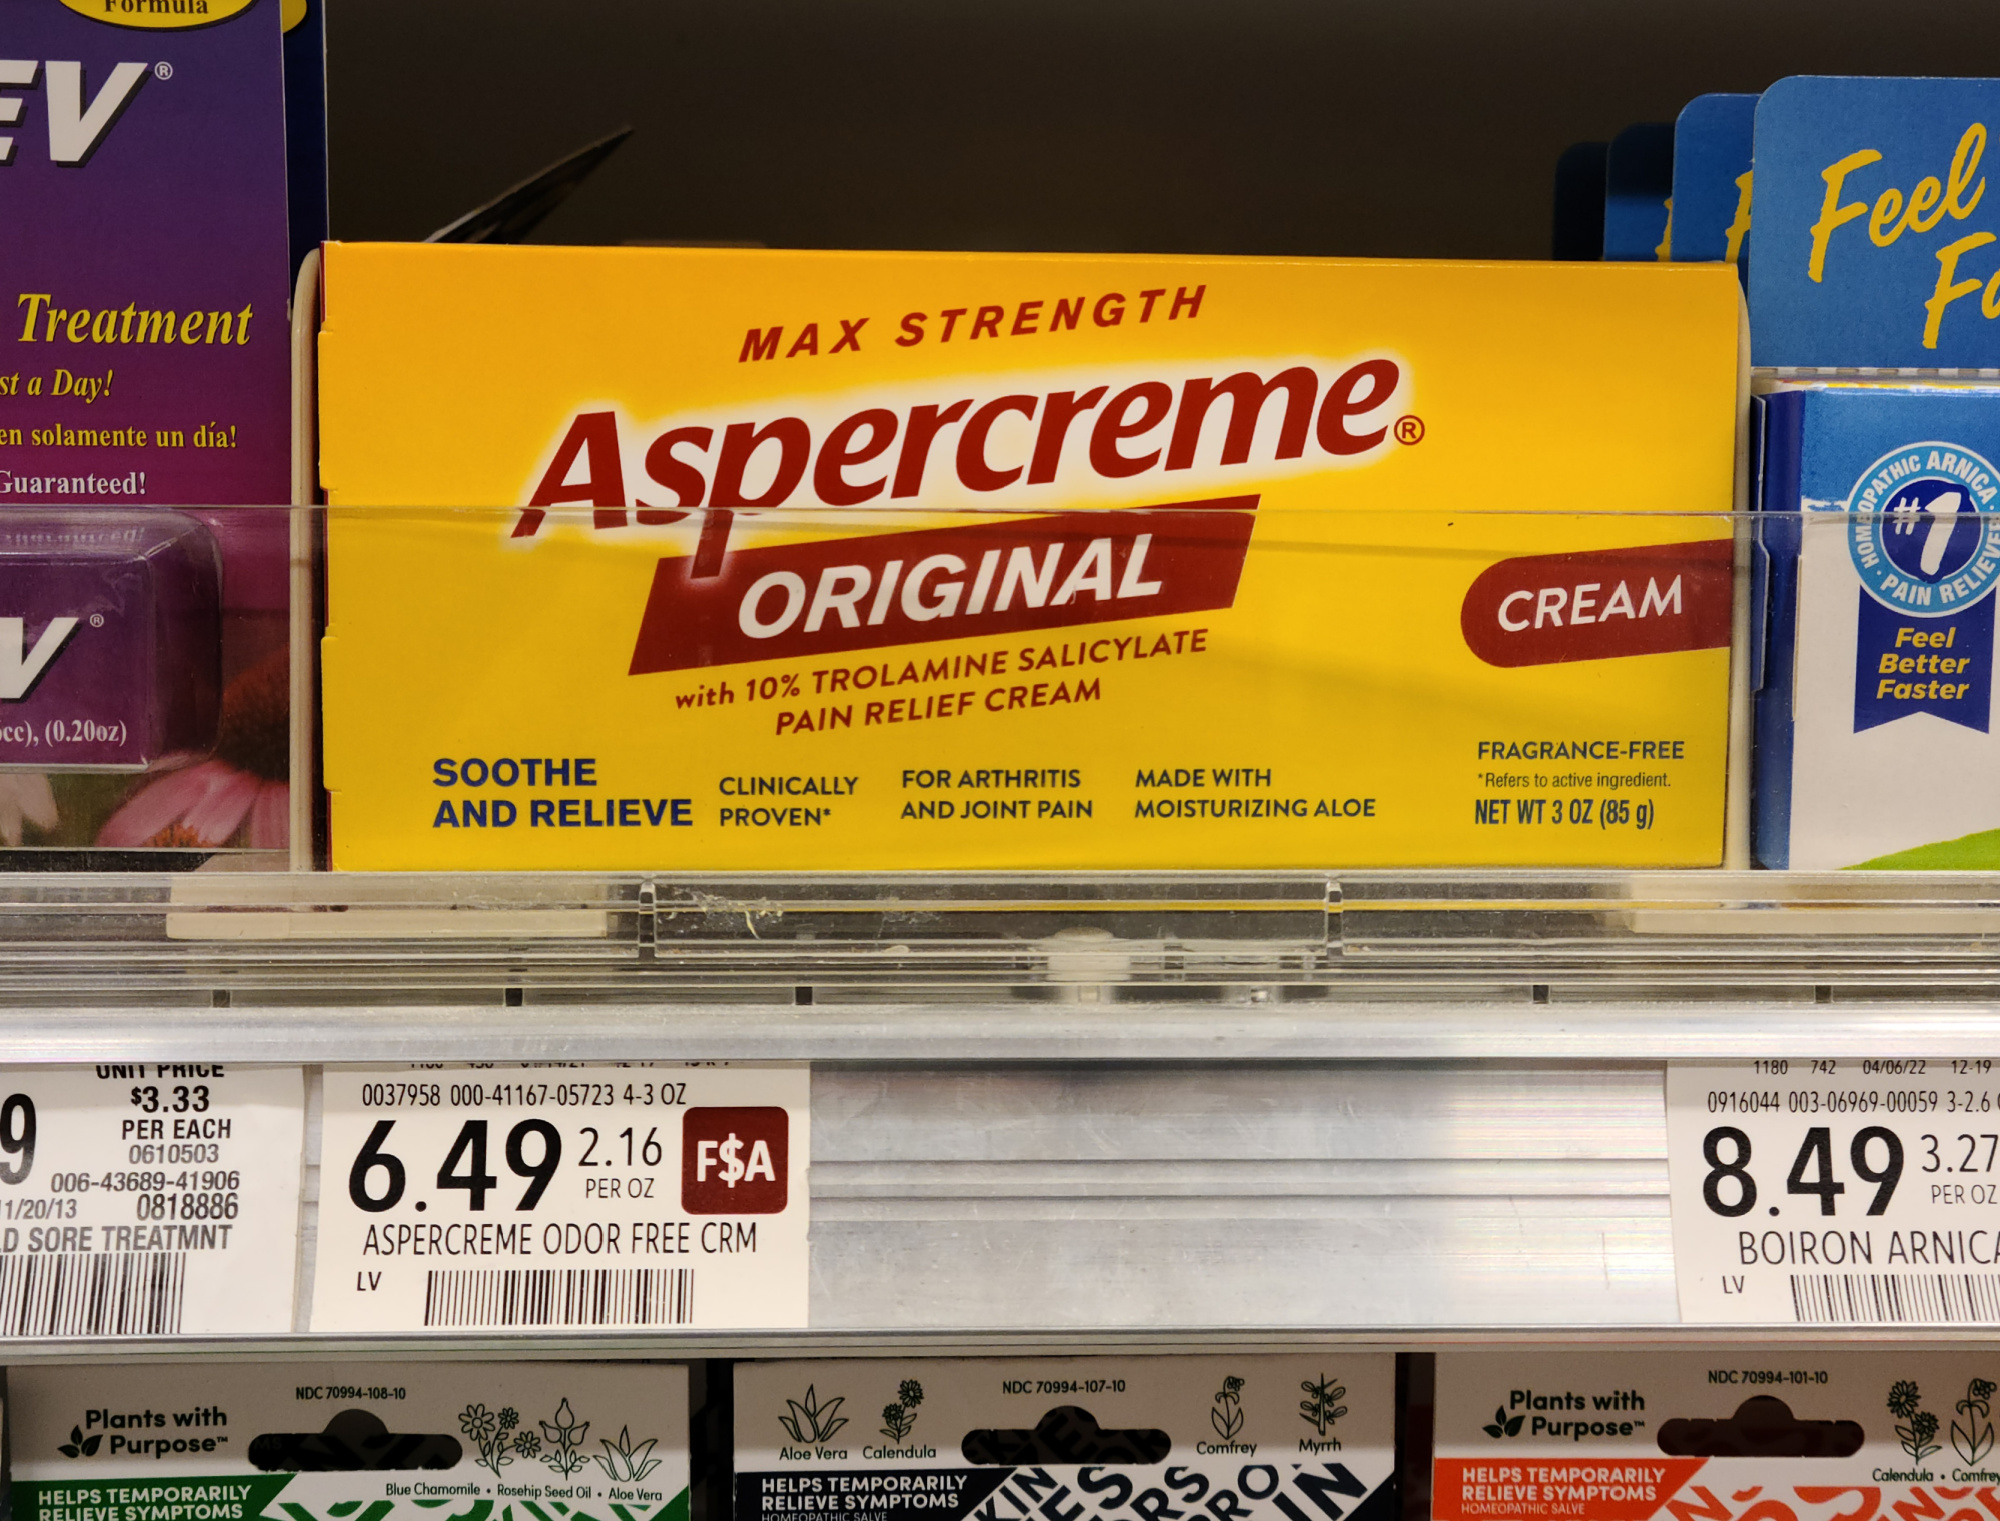 Formula
EV®
Treatment
st a Day!
en solamente un día!
Guaranteed!
®
cc), (0.20oz)
MAX STRENGTH
Aspercreme®
ORIGINAL
with 10% TROLAMINE SALICYLATE
PAIN RELIEF CREAM
CREAM
SOOTHE
AND RELIEVE
CLINICALLY
PROVEN*
FOR ARTHRITIS
AND JOINT PAIN
MADE WITH
MOISTURIZING ALOE
FRAGRANCE-FREE
*Refers to active ingredient.
NET WT 3 OZ (85 g)
Feel
HOMEOPATHIC ARNICA
#1
PAIN RELIEVER
Feel
Better
Faster
UNIT PRICE
$3.33
PER EACH
0610503
006-43689-41906
11/20/13 0818886
D SORE TREATMNT
9
0037958 000-41167-05723 4-3 OZ
6.49 2.16
PER OZ
F$A
ASPERCREME ODOR FREE CRM
LV
1180 742 04/06/22 12-19
0916044 003-06969-00059 3-2.6
8.49 3.27
PER OZ
BOIRON ARNICA
LV
NDC 70994-108-10
Plants with
Purpose™
Blue Chamomile • Rosehip Seed Oil • Aloe Vera
HELPS TEMPORARILY
RELIEVE SYMPTOMS
NDC 70994-107-10
Aloe Vera Calendula Comfrey Myrrh
HELPS TEMPORARILY
RELIEVE SYMPTOMS
HOMEOPATHIC SALVE
NDC 70994-101-10
Plants with
Purpose™
Calendula • Comfrey
HELPS TEMPORARILY
RELIEVE SYMPTOMS
HOMEOPATHIC SALVE